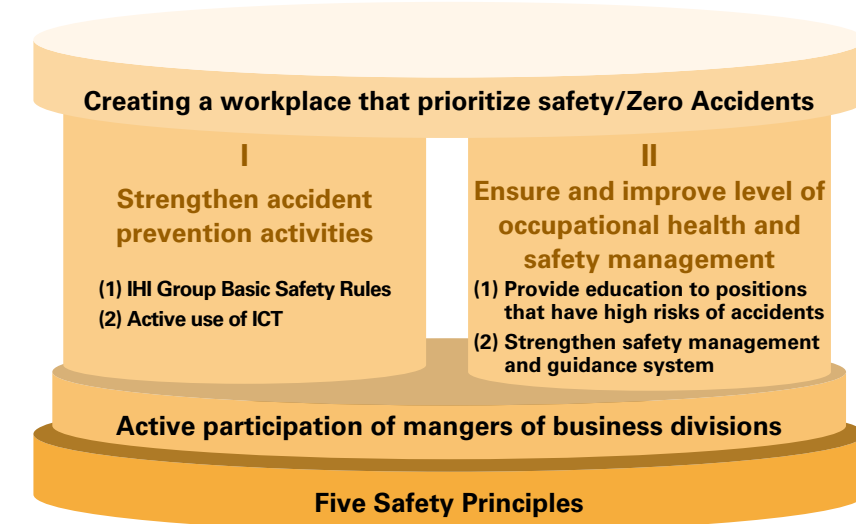 Creating a workplace that prioritize safety/Zero Accidents
I
Strengthen accident
prevention activities
(1) IHI Group Basic Safety Rules
(2) Active use of ICT
II
Ensure and improve level of
occupational health and
safety management
(1) Provide education to positions
that have high risks of accidents
(2) Strengthen safety management
and guidance system
Active participation of mangers of business divisions
Five Safety Principles